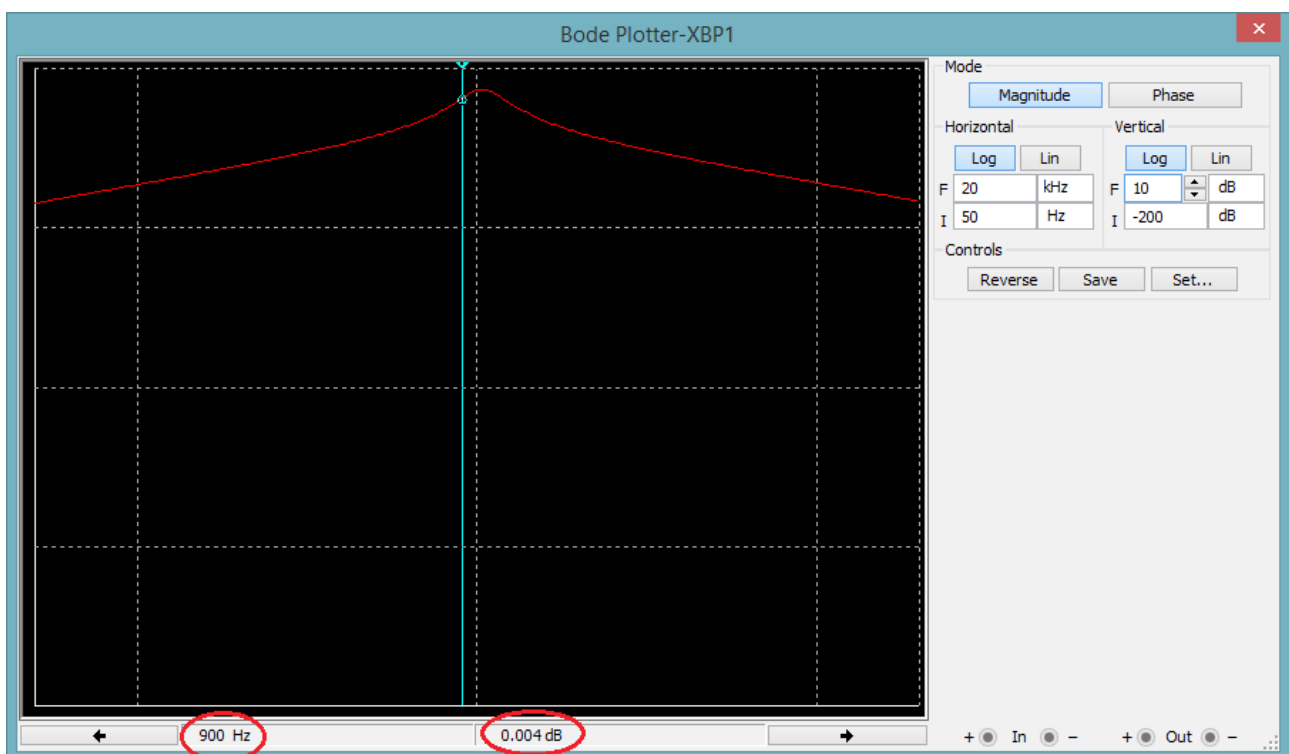 Bode Plotter-XBP1
Mode
Magnitude Phase
Horizontal Vertical
Log Lin Log Lin
F 20 kHz F 10 dB
I 50 Hz I -200 dB
Controls
Reverse Save Set...
900 Hz 0.004 dB + In - + Out -